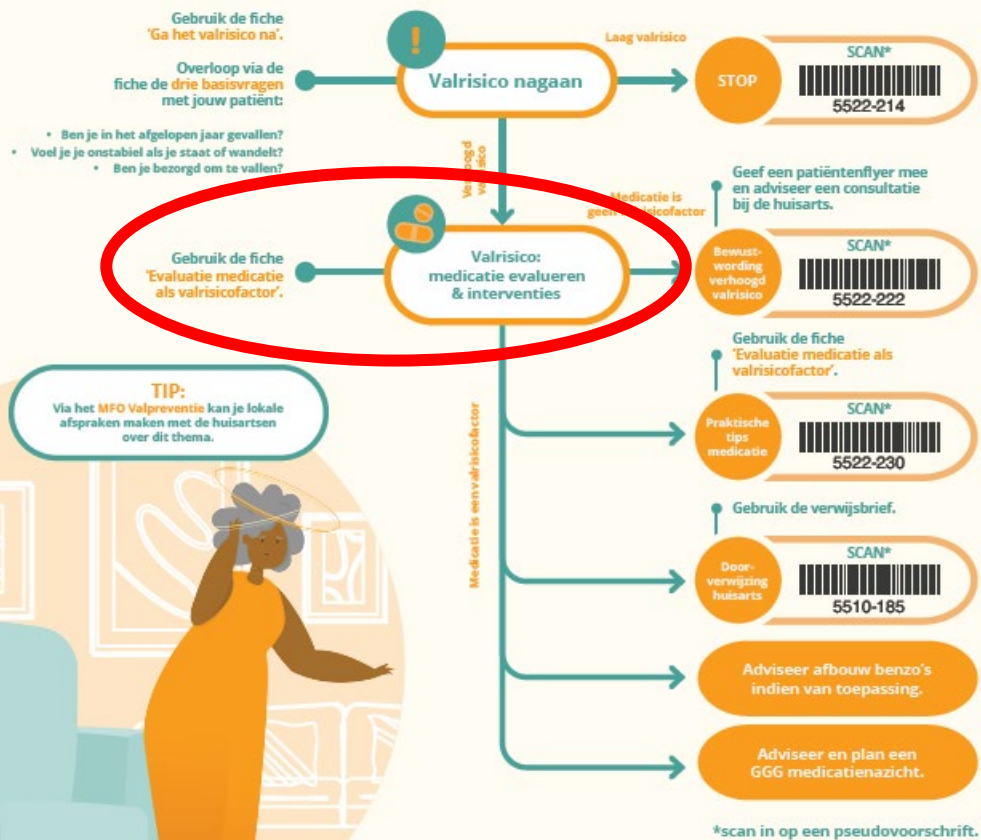 Gebruik de fiche
'Ga het valrisico na'.
Overloop via de
fiche de drie basisvragen
met jouw patiënt:
• Ben je in het afgelopen jaar gevallen?
• Voel je je onstabiel als je staat of wandelt?
• Ben je bezorgd om te vallen?
!
Valrisico nagaan
Laag valrisico
STOP
SCAN*
5522-214
Verhoogd
valrisico
Medicatie is
geen valrisicofactor
Geef een patiëntenflyer mee
en adviseer een consultatie
bij de huisarts.
Gebruik de fiche
'Evaluatie medicatie
als valrisicofactor'.
Valrisico:
medicatie evalueren
& interventies
Bewust-
wording
verhoogd
valrisico
SCAN*
5522-222
Gebruik de fiche
'Evaluatie medicatie als
valrisicofactor'.
TIP:
Via het MFO Valpreventie kan je lokale
afspraken maken met de huisartsen
over dit thema.
Medicatie is een valrisicofactor
Praktische
tips
medicatie
SCAN*
5522-230
Gebruik de verwijsbrief.
Door-
verwijzing
huisarts
SCAN*
5510-185
Adviseer afbouw benzo's
indien van toepassing.
Adviseer en plan een
GGG medicatienazicht.
*scan in op een pseudovoorschrift.